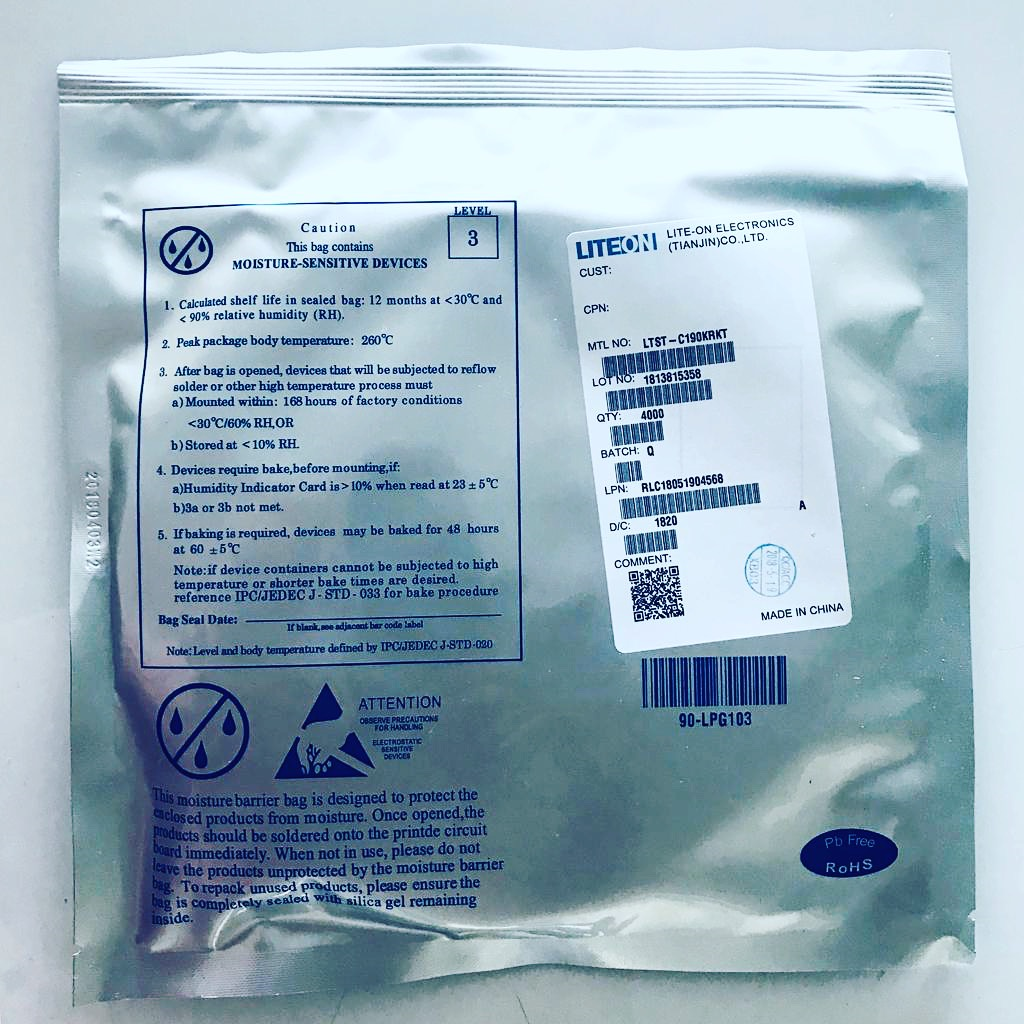 LEVEL
3
Caution
This bag contains
MOISTURE-SENSITIVE DEVICES
1. Calculated shelf life in sealed bag: 12 months at <30℃ and
< 90% relative humidity (RH).
2. Peak package body temperature: 260℃
3. After bag is opened, devices that will be subjected to reflow
solder or other high temperature process must
a) Mounted within: 168 hours of factory conditions
<30℃/60% RH,OR
b) Stored at <10% RH.
4. Devices require bake,before mounting,if:
a)Humidity Indicator Card is > 10% when read at 23 ± 5℃
b)3a or 3b not met.
5. If baking is required, devices may be baked for 48 hours
at 60 ± 5℃
Note:if device containers cannot be subjected to high
temperature or shorter bake times are desired.
reference IPC/JEDEC J - STD - 033 for bake procedure
Bag Seal Date:
If blank,see adjacent bar code label
Note: Level and body temperature defined by IPC/JEDEC J-STD-020
ATTENTION
OBSERVE PRECAUTIONS
FOR HANDLING
ELECTROSTATIC
SENSITIVE
DEVICES
This moisture barrier bag is designed to protect the
enclosed products from moisture. Once opened,the
products should be soldered onto the printde circuit
board immediately. When not in use, please do not
leave the products unprotected by the moisture barrier
bag. To repack unused products, please ensure the
bag is completely sealed with silica gel remaining
inside.
LITEON
LITE-ON ELECTRONICS
(TIANJIN)CO.,LTD.
CUST:
CPN:
MTL NO: LTST-C190KRKT
LOT NO: 1813815358
QTY: 4000
BATCH: Q
LPN: RLC18051904568
A
D/C: 1820
COMMENT:
2018-5-19
MADE IN CHINA
90-LPG103
Pb Free
RoHS